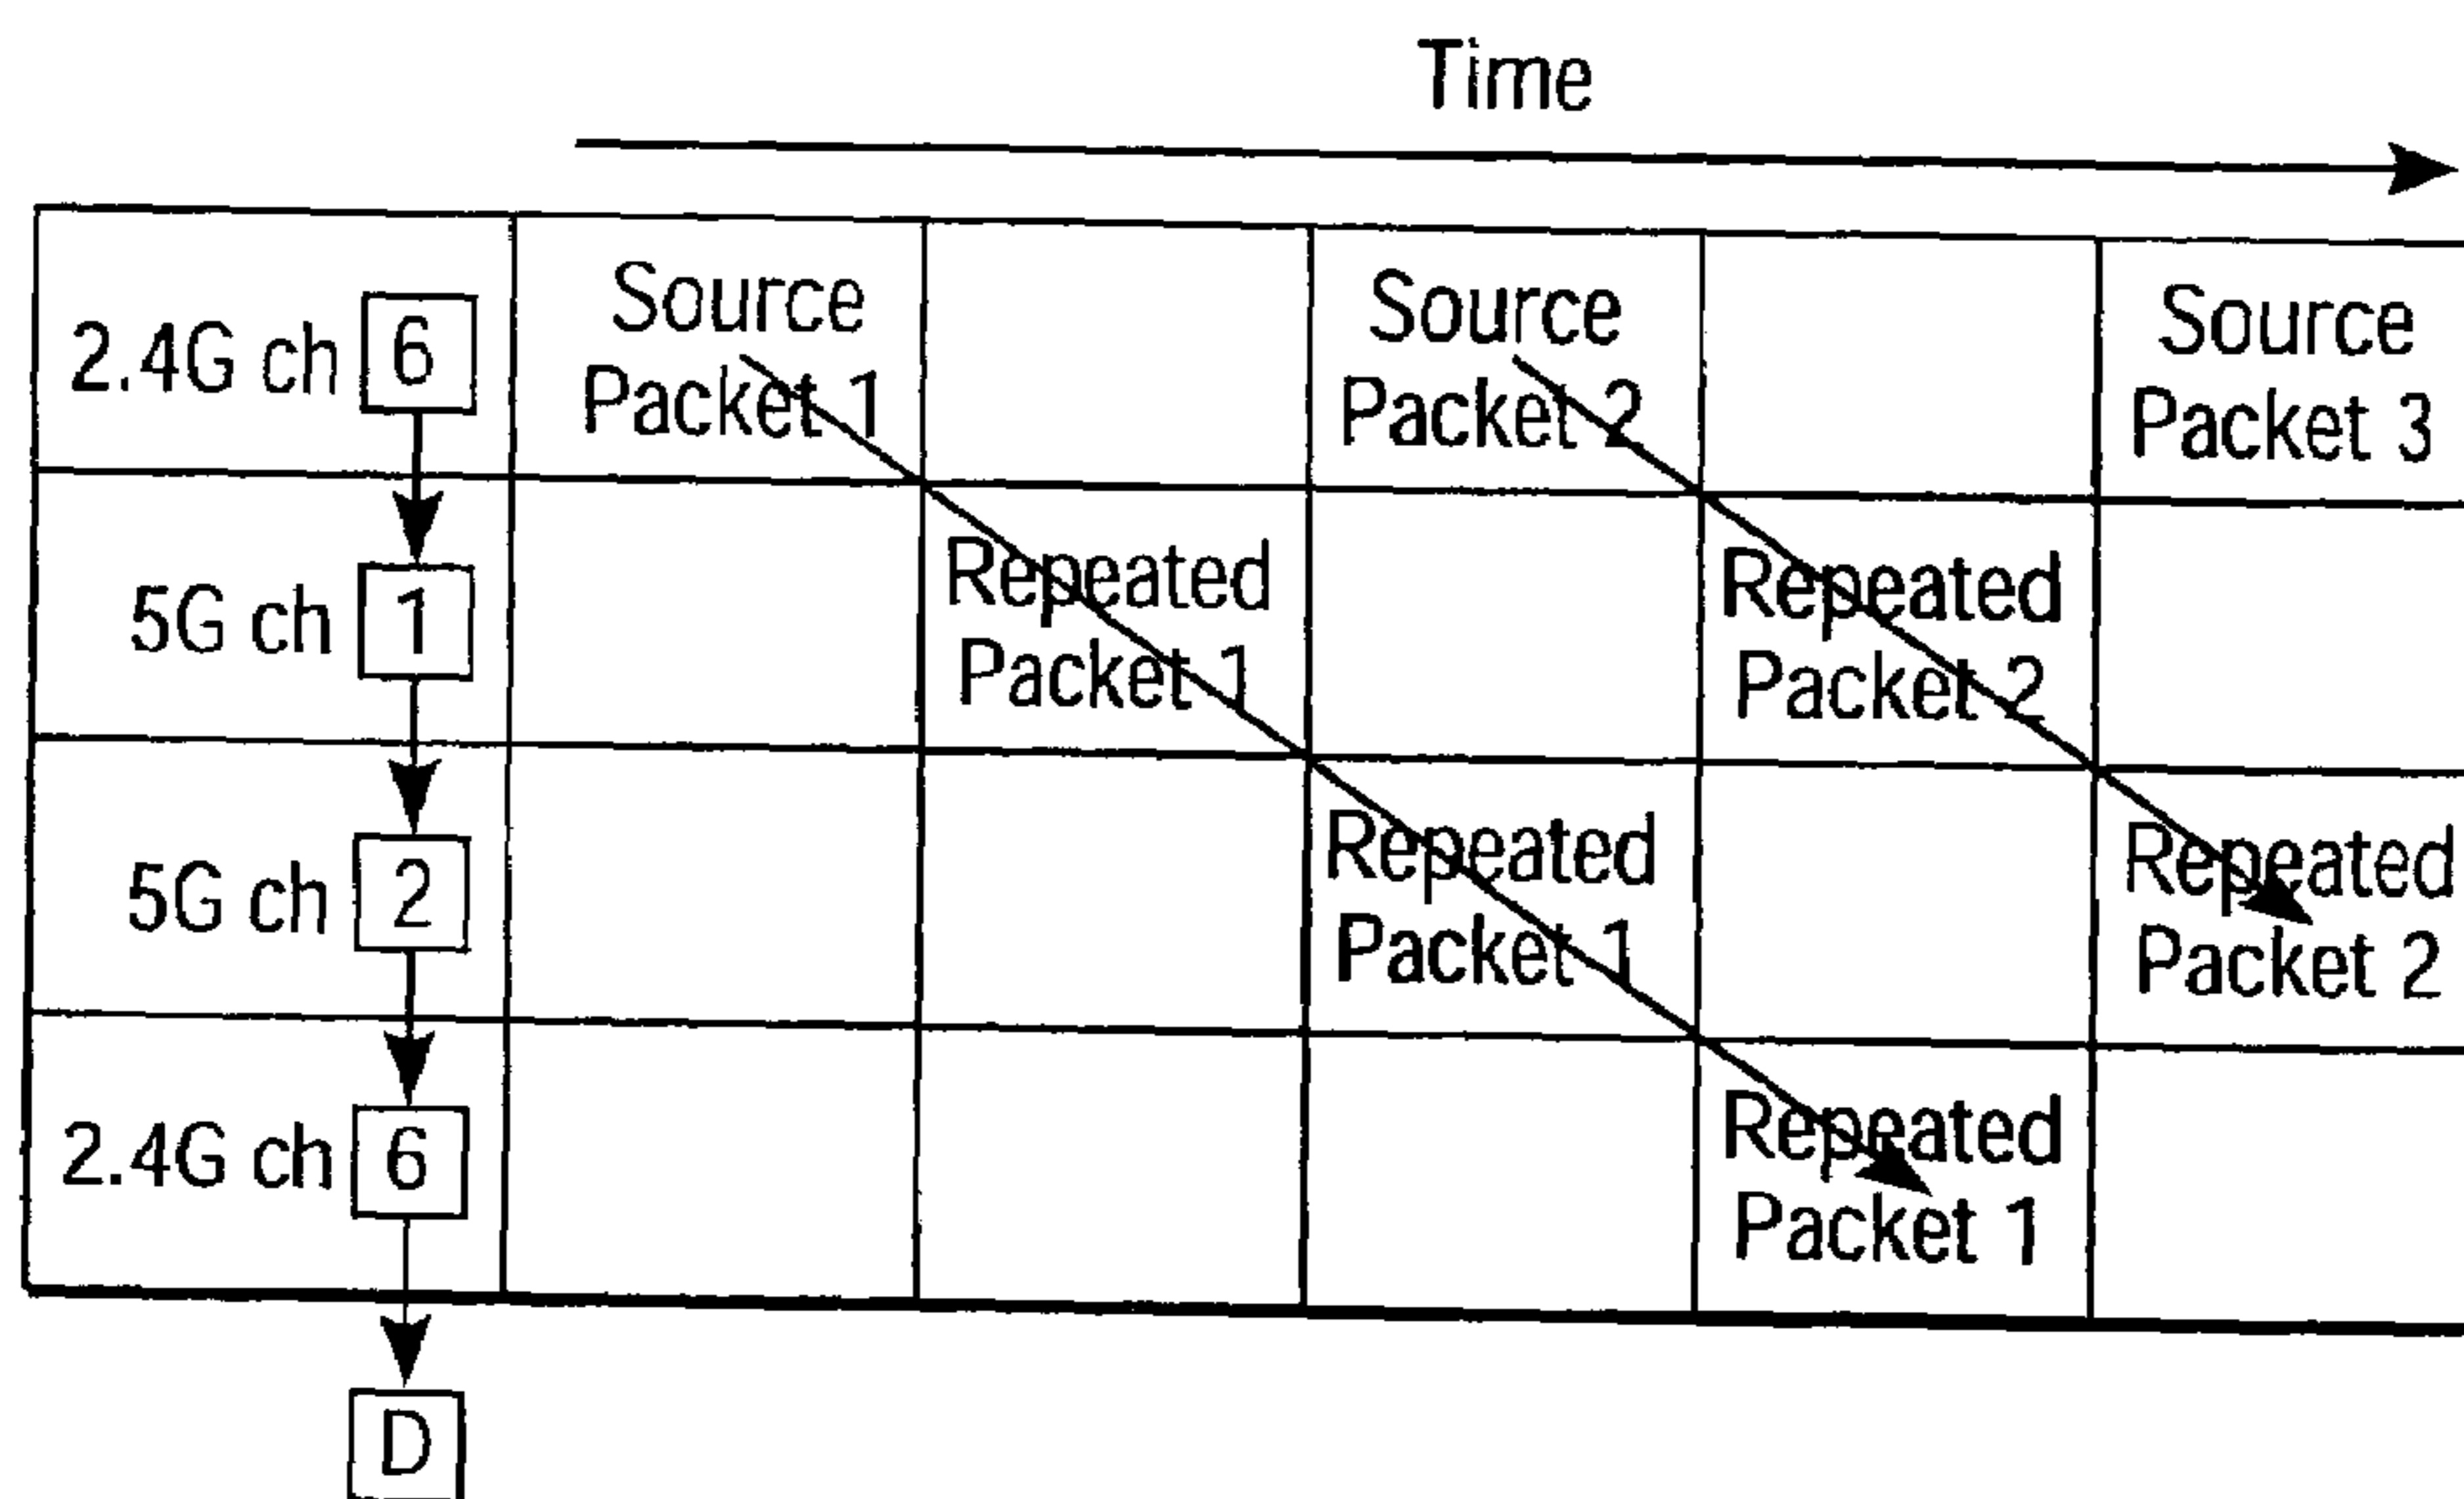 Time
2.4G ch 6
Source
Packet 1
Source
Packet 2
Source
Packet 3
5G ch 1
Repeated
Packet 1
Repeated
Packet 2
5G ch 2
Repeated
Packet 1
Repeated
Packet 2
2.4G ch 6
Repeated
Packet 1
D